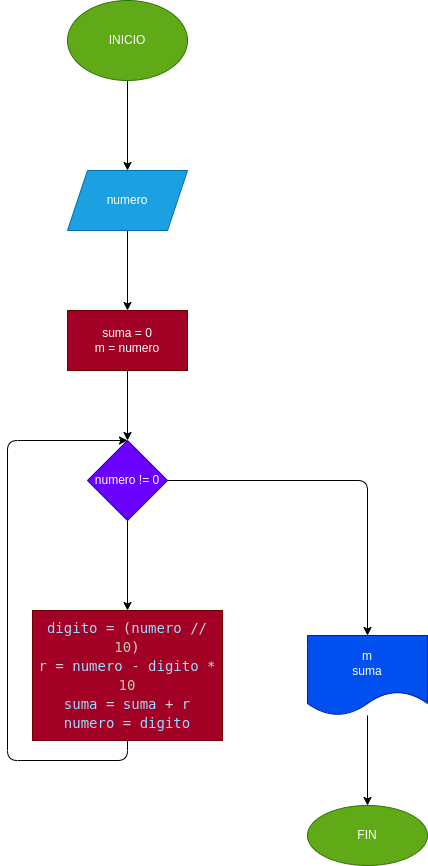 INICIO
numero
suma = 0
m = numero
numero != 0
digito = (numero //
10)
r = numero - digito *
10
suma = suma + r
numero = digito
m
suma
FIN